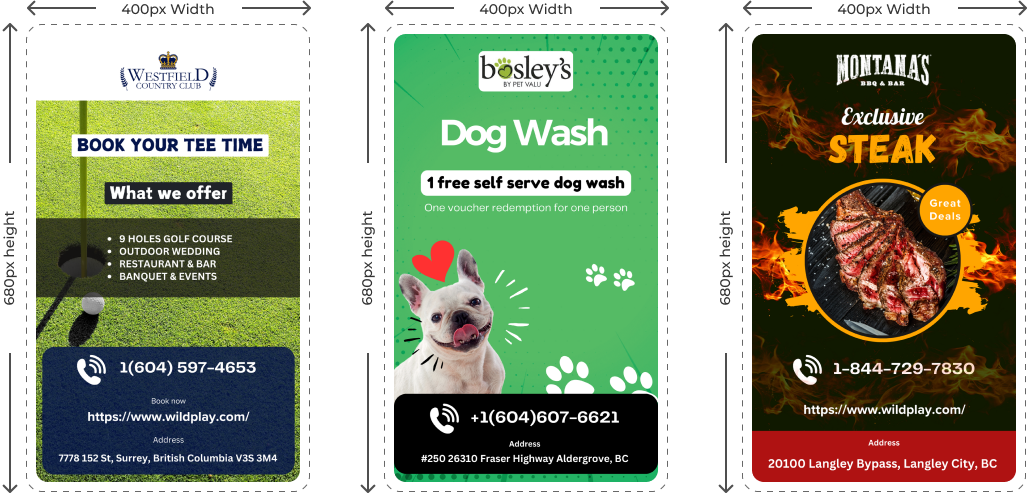 400px Width
680px height
WESTFIELD
COUNTRY CLUB
BOOK YOUR TEE TIME
What we offer
• 9 HOLES GOLF COURSE
• OUTDOOR WEDDING
• RESTAURANT & BAR
• BANQUET & EVENTS
1(604) 597-4653
Book now
https://www.wildplay.com/
Address
7778 152 St, Surrey, British Columbia V3S 3M4
400px Width
680px height
bosley's
BY PET VALU
Dog Wash
1 free self serve dog wash
One voucher redemption for one person
+1(604)607-6621
Address
#250 26310 Fraser Highway Aldergrove, BC
400px Width
680px height
MONTANA'S
BBQ & BAR
Exclusive
STEAK
Great
Deals
1-844-729-7830
https://www.wildplay.com/
Address
20100 Langley Bypass, Langley City, BC